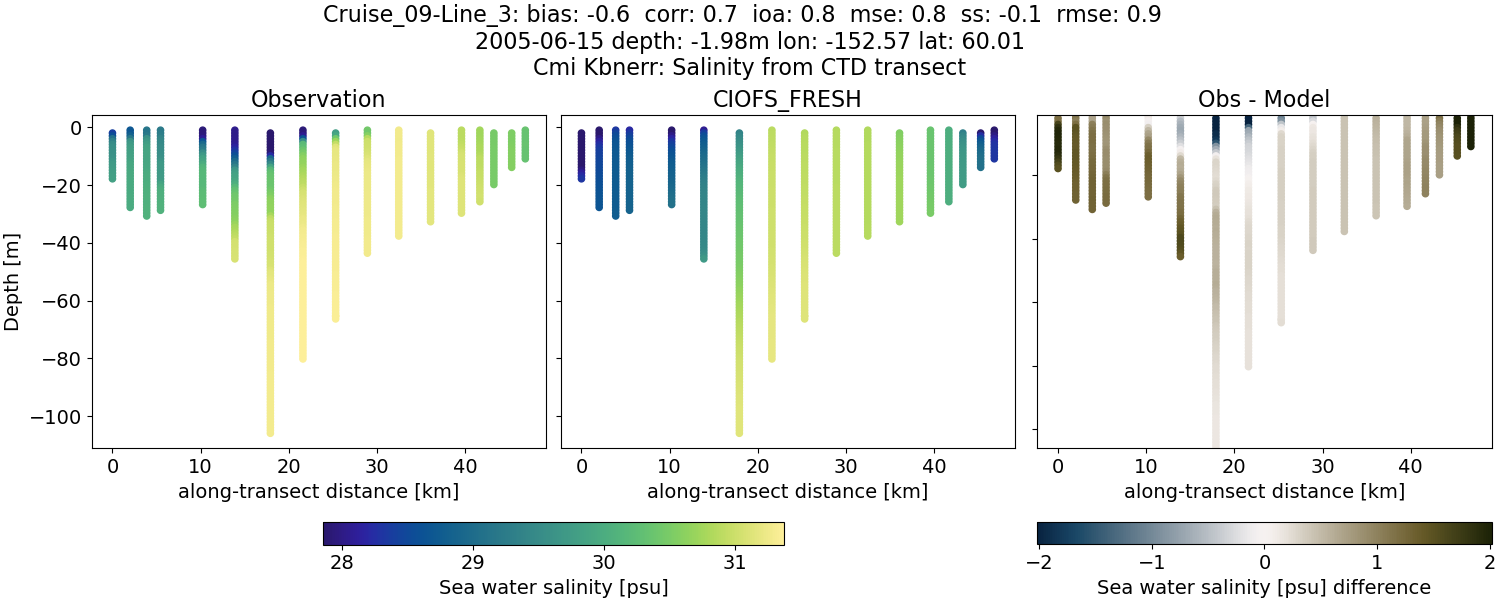 Cruise_09-Line_3: bias: -0.6  corr: 0.7  ioa: 0.8  mse: 0.8  ss: -0.1  rmse: 0.9
2005-06-15 depth: -1.98m lon: -152.57 lat: 60.01
Cmi Kbnerr: Salinity from CTD transect
Observation
CIOFS_FRESH
Obs - Model
Depth [m]
0
−20
−40
−60
−80
−100
0 10 20 30 40
0 10 20 30 40
0 10 20 30 40
along-transect distance [km]
along-transect distance [km]
along-transect distance [km]
28 29 30 31
Sea water salinity [psu]
−2 −1 0 1 2
Sea water salinity [psu] difference